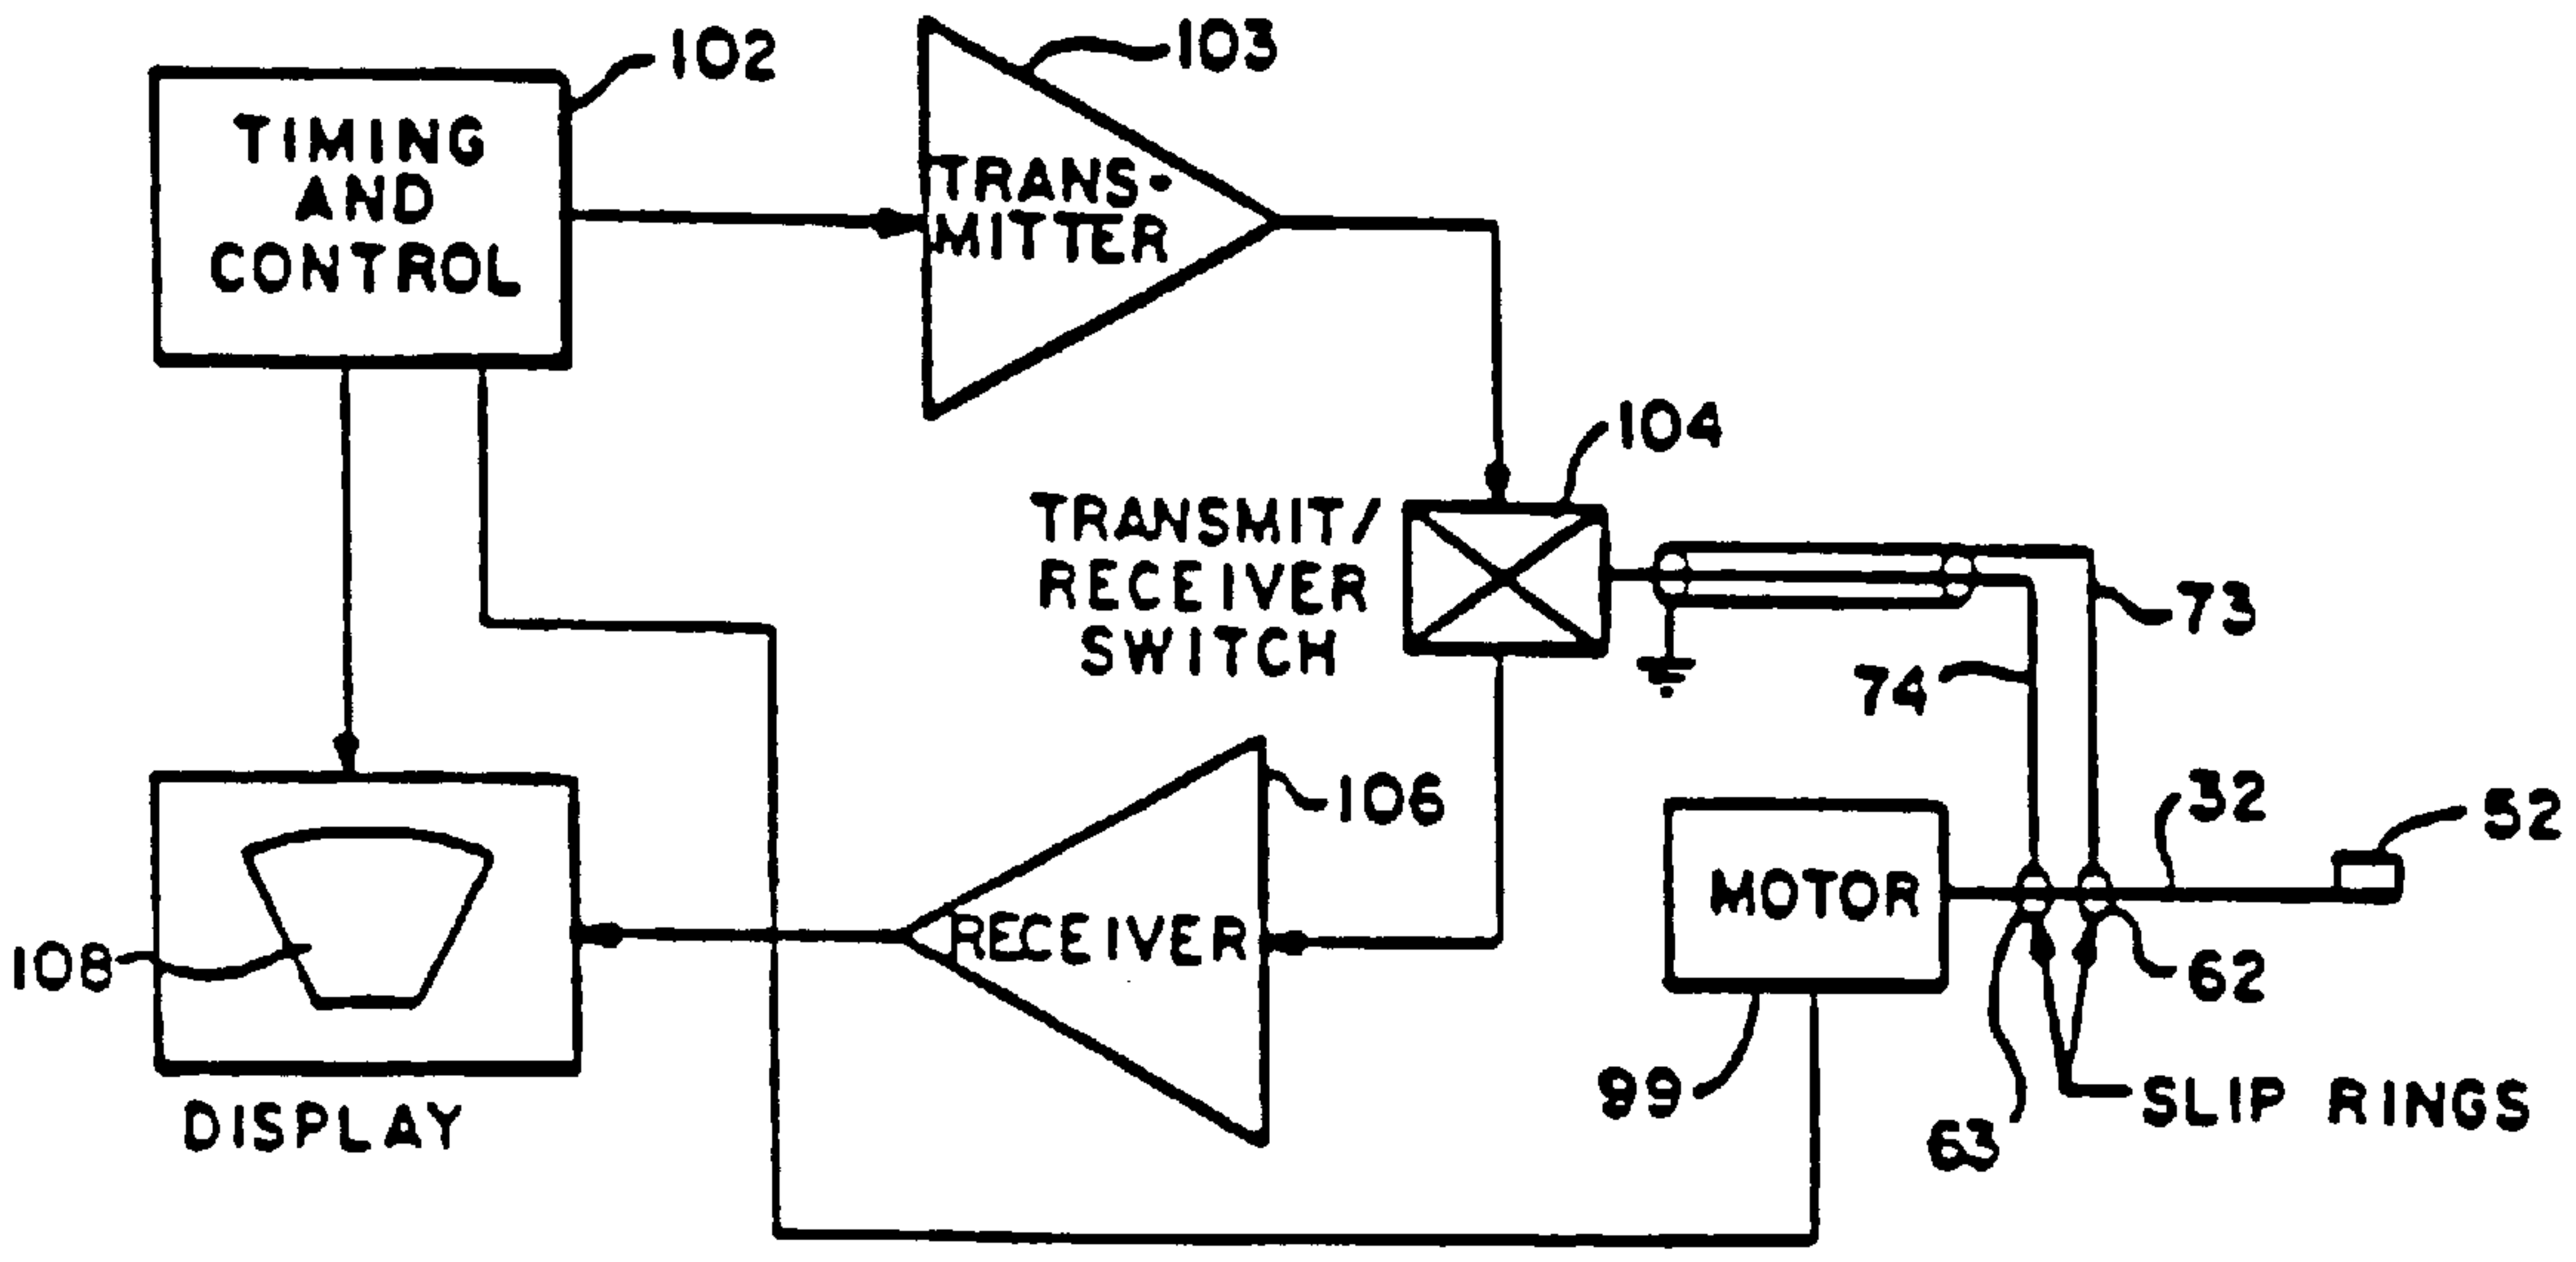 102
103
TIMING
AND
CONTROL
TRANS-
MITTER
104
TRANSMIT/
RECEIVER
SWITCH
73
74
106
32
52
MOTOR
RECEIVER
108
62
99
SLIP RINGS
63
DISPLAY